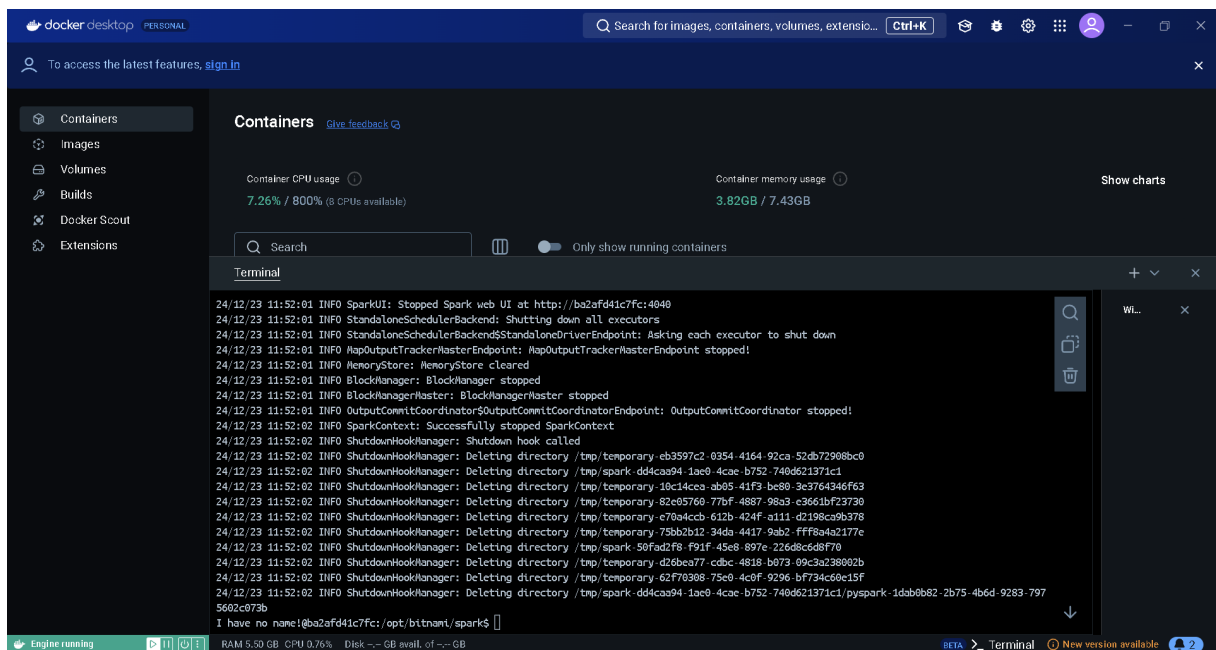 docker desktop PERSONAL
Search for images, containers, volumes, extensio... Ctrl+K
To access the latest features, sign in
Containers
Images
Volumes
Builds
Docker Scout
Extensions
Containers Give feedback
Container CPU usage
7.26% / 800% (8 CPUs available)
Container memory usage
3.82GB / 7.43GB
Show charts
Search
Only show running containers
Terminal
Wi...
24/12/23 11:52:01 INFO SparkUI: Stopped Spark web UI at http://ba2afd41c7fc:4040
24/12/23 11:52:01 INFO StandaloneSchedulerBackend: Shutting down all executors
24/12/23 11:52:01 INFO StandaloneSchedulerBackend$StandaloneDriverEndpoint: Asking each executor to shut down
24/12/23 11:52:01 INFO MapOutputTrackerMasterEndpoint: MapOutputTrackerMasterEndpoint stopped!
24/12/23 11:52:01 INFO MemoryStore: MemoryStore cleared
24/12/23 11:52:01 INFO BlockManager: BlockManager stopped
24/12/23 11:52:01 INFO BlockManagerMaster: BlockManagerMaster stopped
24/12/23 11:52:01 INFO OutputCommitCoordinator$OutputCommitCoordinatorEndpoint: OutputCommitCoordinator stopped!
24/12/23 11:52:02 INFO SparkContext: Successfully stopped SparkContext
24/12/23 11:52:02 INFO ShutdownHookManager: Shutdown hook called
24/12/23 11:52:02 INFO ShutdownHookManager: Deleting directory /tmp/temporary-eb3597c2-0354-4164-92ca-52db72908bc0
24/12/23 11:52:02 INFO ShutdownHookManager: Deleting directory /tmp/spark-dd4caa94-1ae0-4cae-b752-740d621371c1
24/12/23 11:52:02 INFO ShutdownHookManager: Deleting directory /tmp/temporary-10c14cea-ab05-41f3-be80-3e3764346f63
24/12/23 11:52:02 INFO ShutdownHookManager: Deleting directory /tmp/temporary-82e05760-77bf-4887-98a3-e3661bf23730
24/12/23 11:52:02 INFO ShutdownHookManager: Deleting directory /tmp/temporary-e70a4ccb-612b-424f-a111-d2198ca9b378
24/12/23 11:52:02 INFO ShutdownHookManager: Deleting directory /tmp/temporary-75bb2b12-34da-4417-9ab2-fff8a4a2177e
24/12/23 11:52:02 INFO ShutdownHookManager: Deleting directory /tmp/spark-50fad2f8-f91f-45e8-897e-226d8c6d8f70
24/12/23 11:52:02 INFO ShutdownHookManager: Deleting directory /tmp/temporary-d26bea77-cdbc-4818-b073-09c3a238002b
24/12/23 11:52:02 INFO ShutdownHookManager: Deleting directory /tmp/temporary-62f70308-75e0-4c0f-9296-bf734c60e15f
24/12/23 11:52:02 INFO ShutdownHookManager: Deleting directory /tmp/spark-dd4caa94-1ae0-4cae-b752-740d621371c1/pyspark-1dab0b82-2b75-4b6d-9283-797
5602c073b
I have no name!@ba2afd41c7fc:/opt/bitnami/spark$
Engine running
RAM 5.50 GB CPU 0.76% Disk -.-- GB avail. of -.-- GB
BETA >_ Terminal
New version available
2